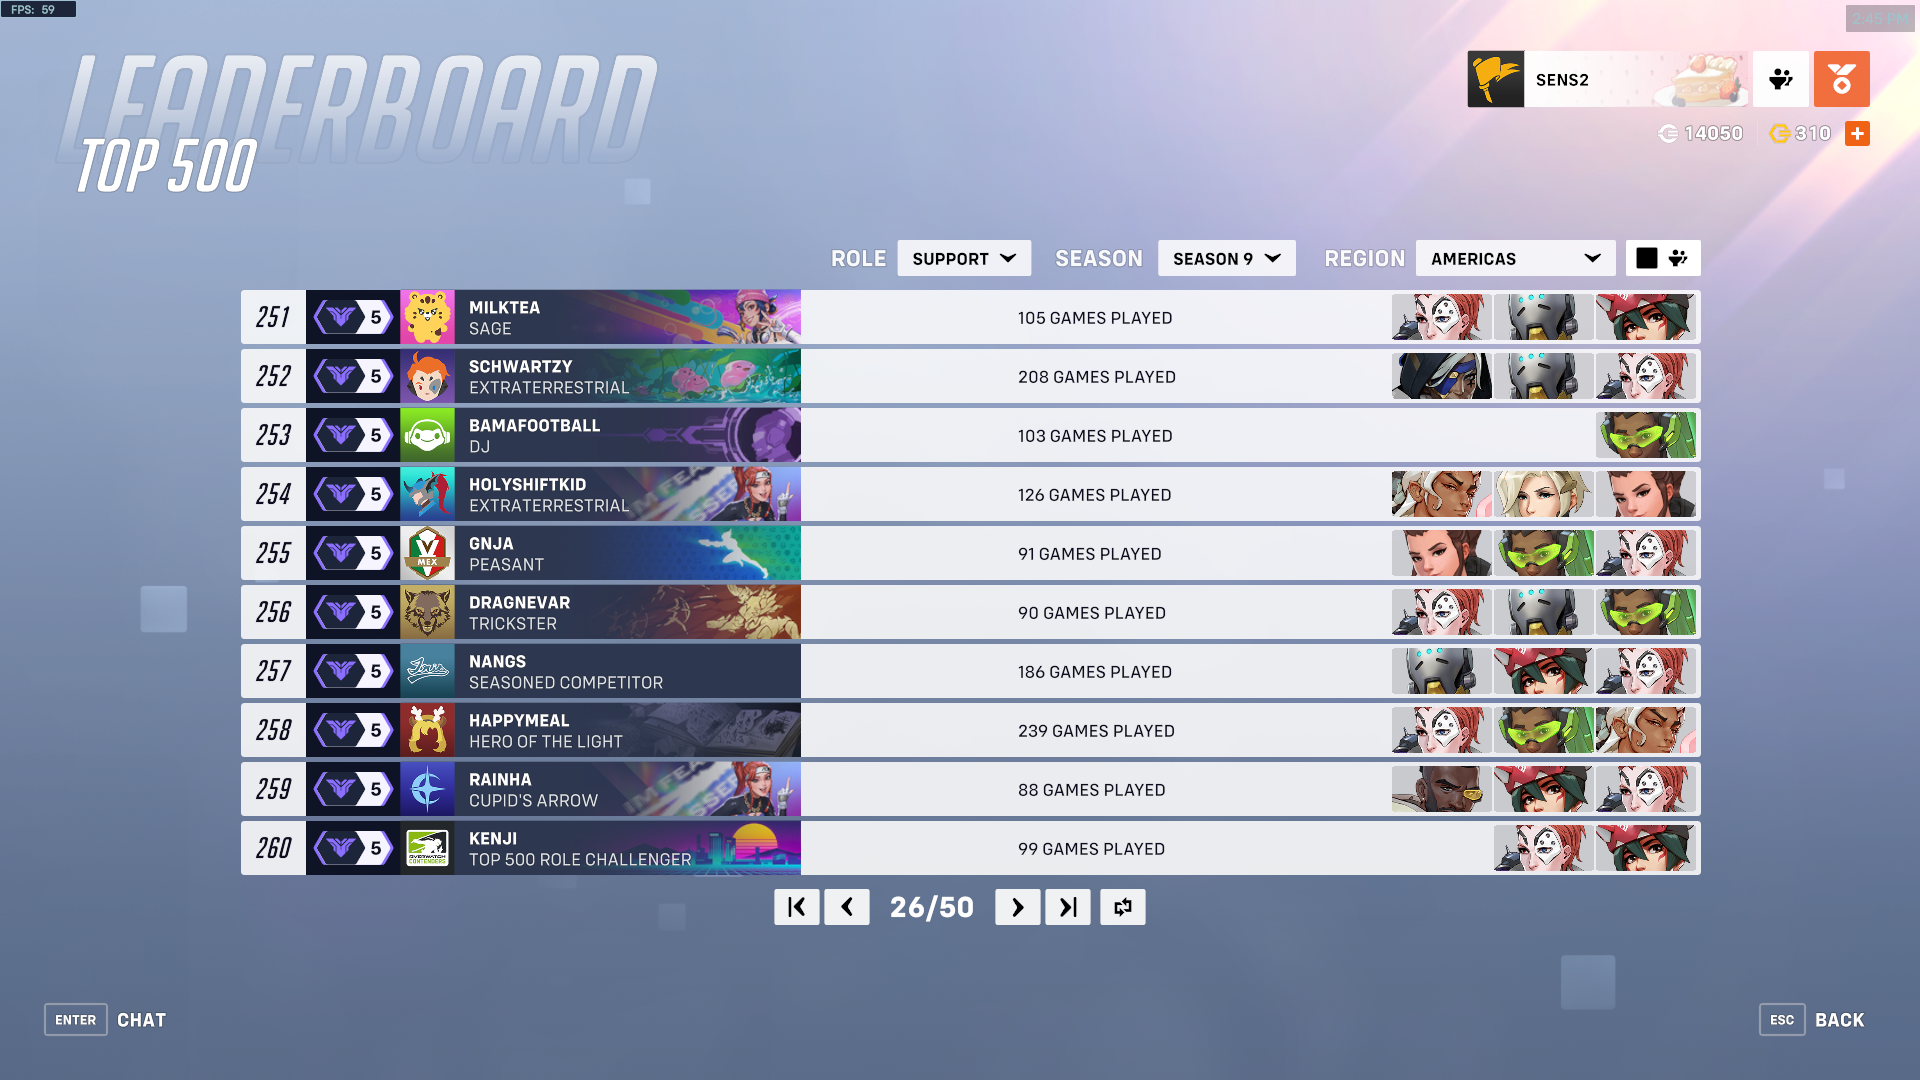 FPS: 59
2:45 PM
LEADERBOARD
TOP 500
SENS2
14050
310
ROLE SUPPORT SEASON SEASON 9 REGION AMERICAS
251 5 MILKTEA
SAGE
105 GAMES PLAYED
252 5 SCHWARTZY
EXTRATERRESTRIAL
208 GAMES PLAYED
253 5 BAMAFOOTBALL
DJ
103 GAMES PLAYED
254 5 HOLYSHIFTKID
EXTRATERRESTRIAL
126 GAMES PLAYED
255 MEX 5 GNJA
PEASANT
91 GAMES PLAYED
256 5 DRAGNEVAR
TRICKSTER
90 GAMES PLAYED
257 5 NANGS
SEASONED COMPETITOR
186 GAMES PLAYED
258 5 HAPPYMEAL
HERO OF THE LIGHT
239 GAMES PLAYED
259 5 RAINHA
CUPID'S ARROW
88 GAMES PLAYED
260 5 OVERWATCH CONTENDERS KENJI
TOP 500 ROLE CHALLENGER
99 GAMES PLAYED
26/50
ENTER CHAT
ESC BACK